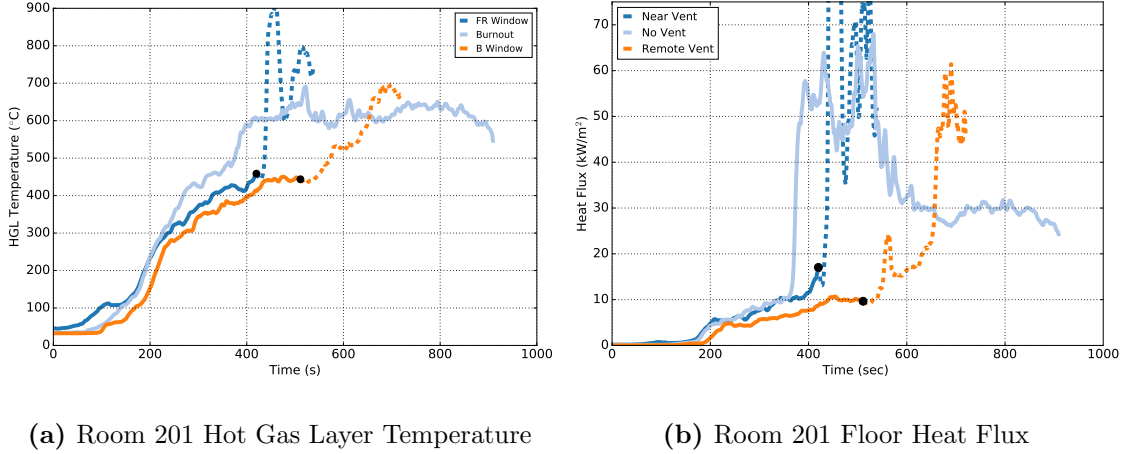 900
800
700
600
500
400
300
200
100
0
HGL Temperature (°C)
FR Window
Burnout
B Window
0 200 400 600 800 1000
Time (s)
70
60
50
40
30
20
10
0
Heat Flux (kW/m²)
Near Vent
No Vent
Remote Vent
0 200 400 600 800 1000
Time (sec)
(a) Room 201 Hot Gas Layer Temperature
(b) Room 201 Floor Heat Flux